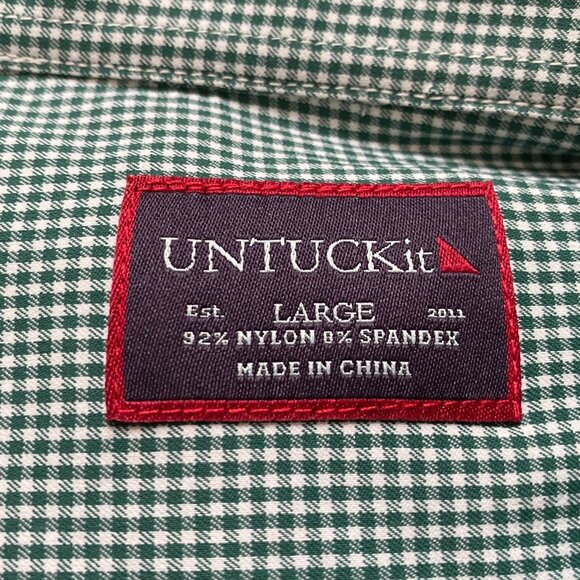 UNTUCKit
Est. LARGE 2011
92% NYLON 8% SPANDEX
MADE IN CHINA